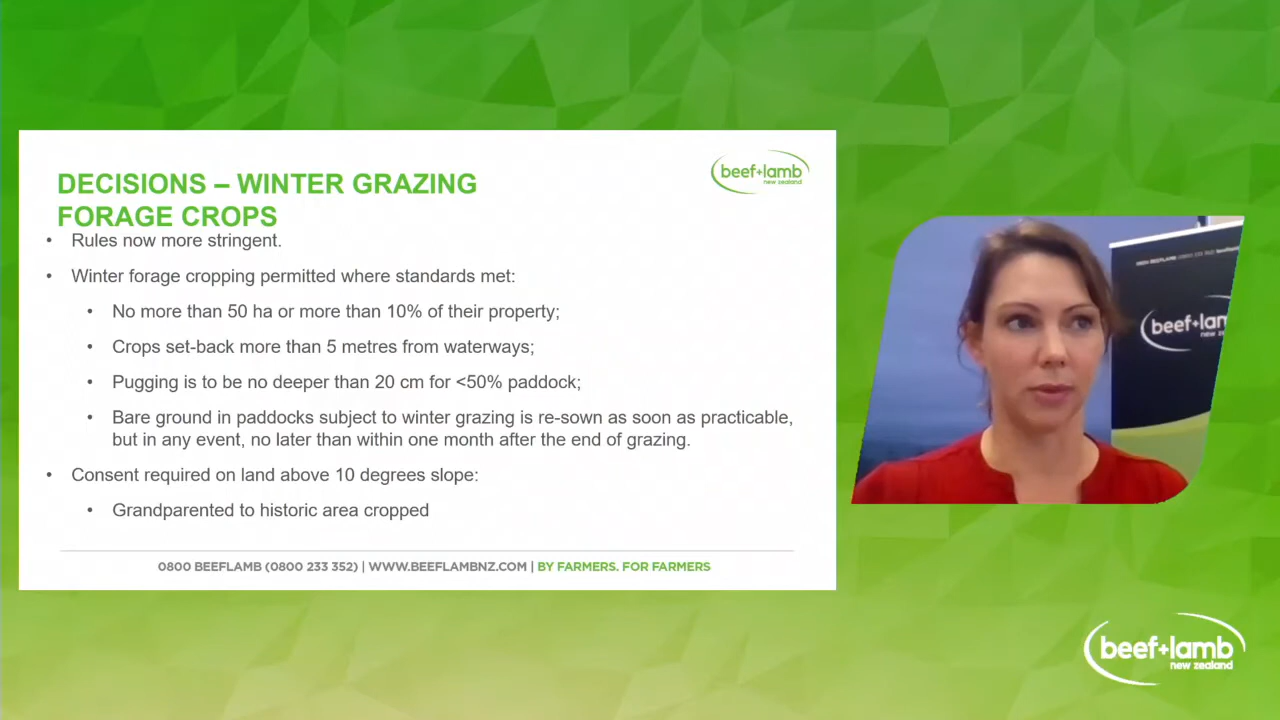 DECISIONS – WINTER GRAZING
FORAGE CROPS
beef+lamb
new zealand
• Rules now more stringent.
• Winter forage cropping permitted where standards met:
• No more than 50 ha or more than 10% of their property;
• Crops set-back more than 5 metres from waterways;
• Pugging is to be no deeper than 20 cm for <50% paddock;
• Bare ground in paddocks subject to winter grazing is re-sown as soon as practicable,
but in any event, no later than within one month after the end of grazing.
• Consent required on land above 10 degrees slope:
• Grandparented to historic area cropped
0800 BEEFLAMB (0800 233 352) | WWW.BEEFLAMBNZ.COM | BY FARMERS. FOR FARMERS
beef+lam
new z
beef+lamb
new zealand